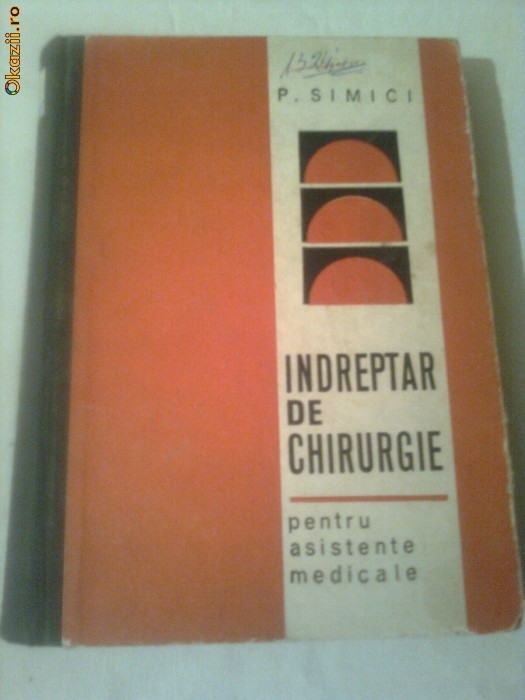 Okazii.ro
P. SIMICI
INDREPTAR
DE
CHIRURGIE
pentru
asistente
medicale